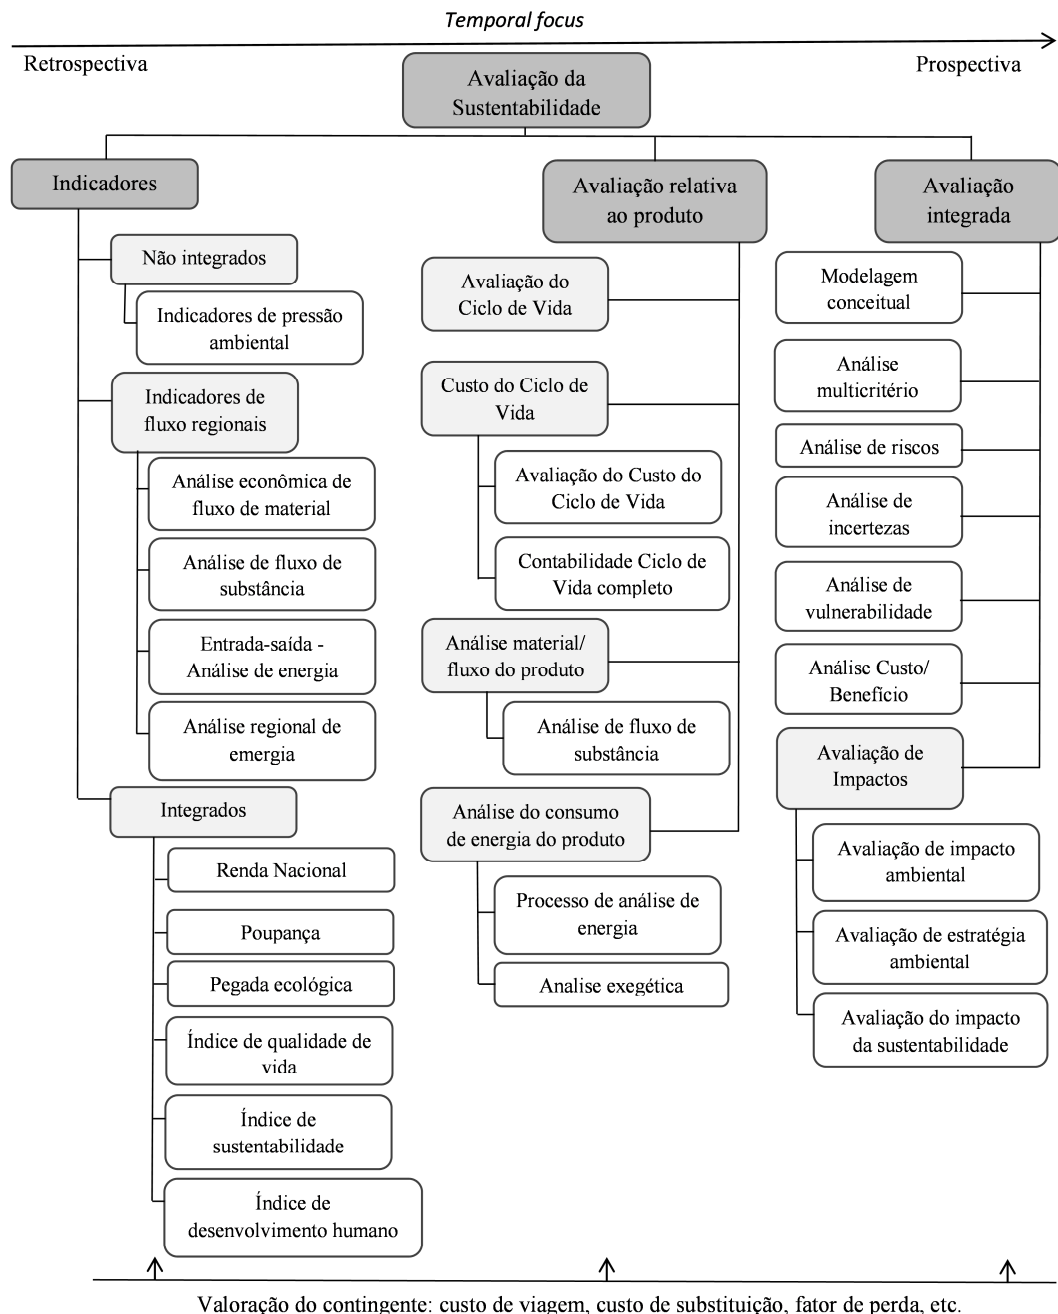 Temporal focus
Retrospectiva
Prospectiva
Avaliação da
Sustentabilidade
Indicadores
Não integrados
Indicadores de pressão
ambiental
Indicadores de
fluxo regionais
Análise econômica de
fluxo de material
Análise de fluxo de
substância
Entrada-saída -
Análise de energia
Análise regional de
emergia
Integrados
Renda Nacional
Poupança
Pegada ecológica
Índice de qualidade de
vida
Índice de
sustentabilidade
Índice de
desenvolvimento humano
Avaliação relativa
ao produto
Avaliação do
Ciclo de Vida
Custo do Ciclo de
Vida
Avaliação do Custo do
Ciclo de Vida
Contabilidade Ciclo de
Vida completo
Análise material/
fluxo do produto
Análise de fluxo de
substância
Análise do consumo
de energia do produto
Processo de análise de
energia
Analise exegética
Avaliação
integrada
Modelagem
conceitual
Análise
multicritério
Análise de riscos
Análise de
incertezas
Análise de
vulnerabilidade
Análise Custo/
Benefício
Avaliação de
Impactos
Avaliação de impacto
ambiental
Avaliação de estratégia
ambiental
Avaliação do impacto
da sustentabilidade
Valoração do contingente: custo de viagem, custo de substituição, fator de perda, etc.